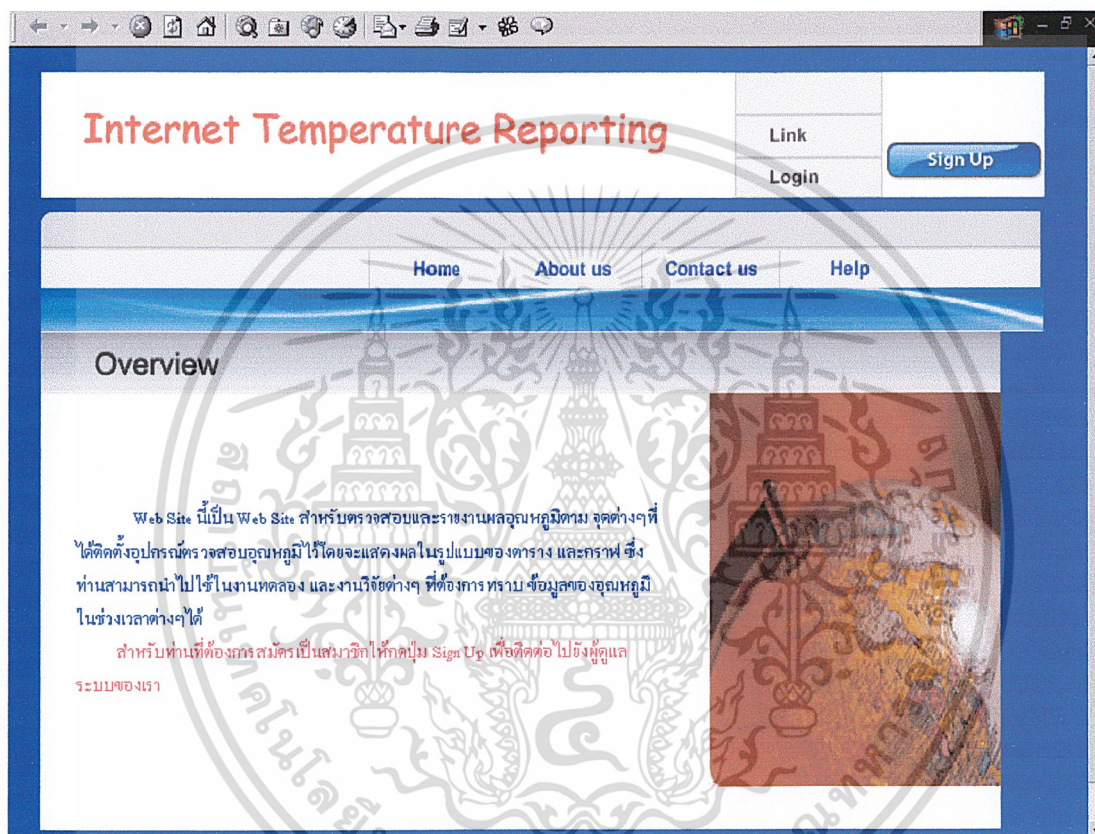 Internet Temperature Reporting
Link
Login
Sign Up
Home
About us
Contact us
Help
Overview
Web Site นี้เป็น Web Site สำหรับตรวจสอบและรายงานผลอุณหภูมิตาม จุดต่างๆที่
ได้ติดตั้งอุปกรณ์ตรวจสอบอุณหภูมิไว้โดยจะแสดงผลในรูปแบบของตาราง และกราฟ ซึ่ง
ท่านสามารถนำไปใช้ในงานทดลอง และงานวิจัยต่างๆ ที่ต้องการทราบ ข้อมูลของอุณหภูมิ
ในช่วงเวลาต่างๆได้
สำหรับท่านที่ต้องการสมัครเป็นสมาชิกให้กดปุ่ม Sign Up เพื่อติดต่อไปยังผู้ดูแล
ระบบของเรา